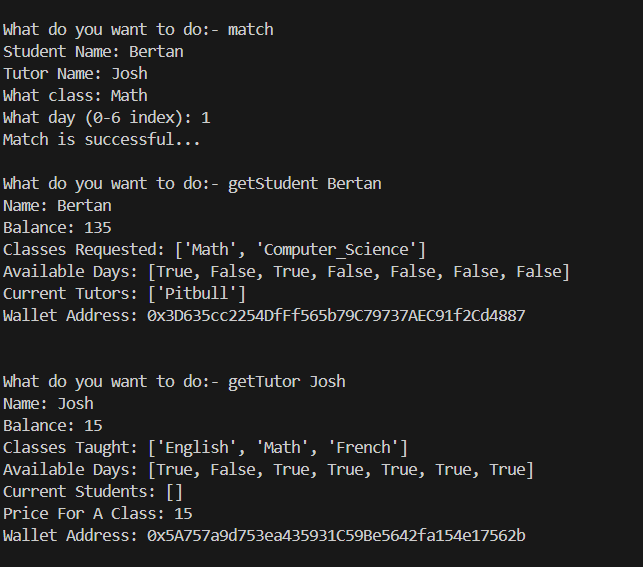 What do you want to do:- match
Student Name: Bertan
Tutor Name: Josh
What class: Math
What day (0-6 index): 1
Match is successful...
What do you want to do:- getStudent Bertan
Name: Bertan
Balance: 135
Classes Requested: ['Math', 'Computer_Science']
Available Days: [True, False, True, False, False, False, False]
Current Tutors: ['Pitbull']
Wallet Address: 0x3D635cc2254DfFf565b79C79737AEC91f2Cd4887
What do you want to do:- getTutor Josh
Name: Josh
Balance: 15
Classes Taught: ['English', 'Math', 'French']
Available Days: [True, False, True, True, True, True, True]
Current Students: []
Price For A Class: 15
Wallet Address: 0x5A757a9d753ea435931C59Be5642fa154e17562b